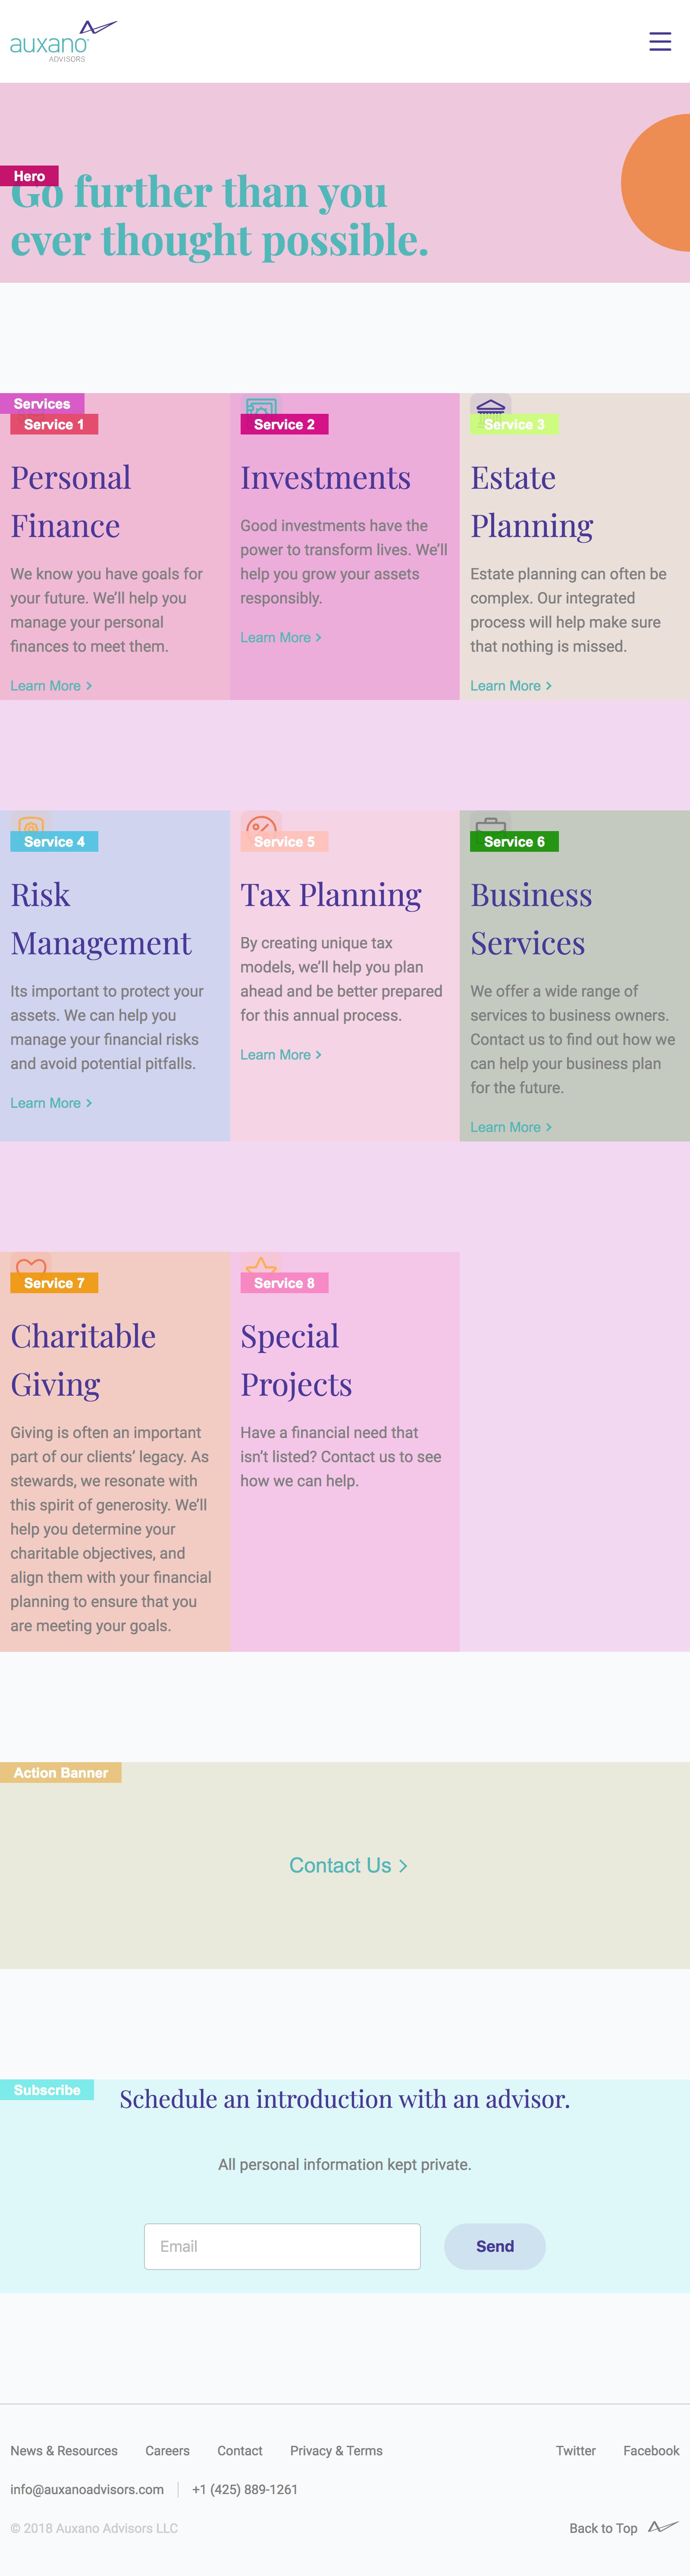 auxano
ADVISORS
Hero
Go further than you
ever thought possible.
Services
Service 1
Personal
Finance
We know you have goals for
your future. We'll help you
manage your personal
finances to meet them.
Learn More
Service 2
Investments
Good investments have the
power to transform lives. We'll
help you grow your assets
responsibly.
Learn More
Service 3
Estate
Planning
Estate planning can often be
complex. Our integrated
process will help make sure
that nothing is missed.
Learn More
Service 4
Risk
Management
Its important to protect your
assets. We can help you
manage your financial risks
and avoid potential pitfalls.
Learn More
Service 5
Tax Planning
By creating unique tax
models, we'll help you plan
ahead and be better prepared
for this annual process.
Learn More
Service 6
Business
Services
We offer a wide range of
services to business owners.
Contact us to find out how we
can help your business plan
for the future.
Learn More
Service 7
Charitable
Giving
Giving is often an important
part of our clients' legacy. As
stewards, we resonate with
this spirit of generosity. We'll
help you determine your
charitable objectives, and
align them with your financial
planning to ensure that you
are meeting your goals.
Service 8
Special
Projects
Have a financial need that
isn't listed? Contact us to see
how we can help.
Action Banner
Contact Us
Subscribe
Schedule an introduction with an advisor.
All personal information kept private.
Email
Send
News & Resources Careers Contact Privacy & Terms Twitter Facebook
info@auxanoadvisors.com +1 (425) 889-1261
© 2018 Auxano Advisors LLC Back to Top